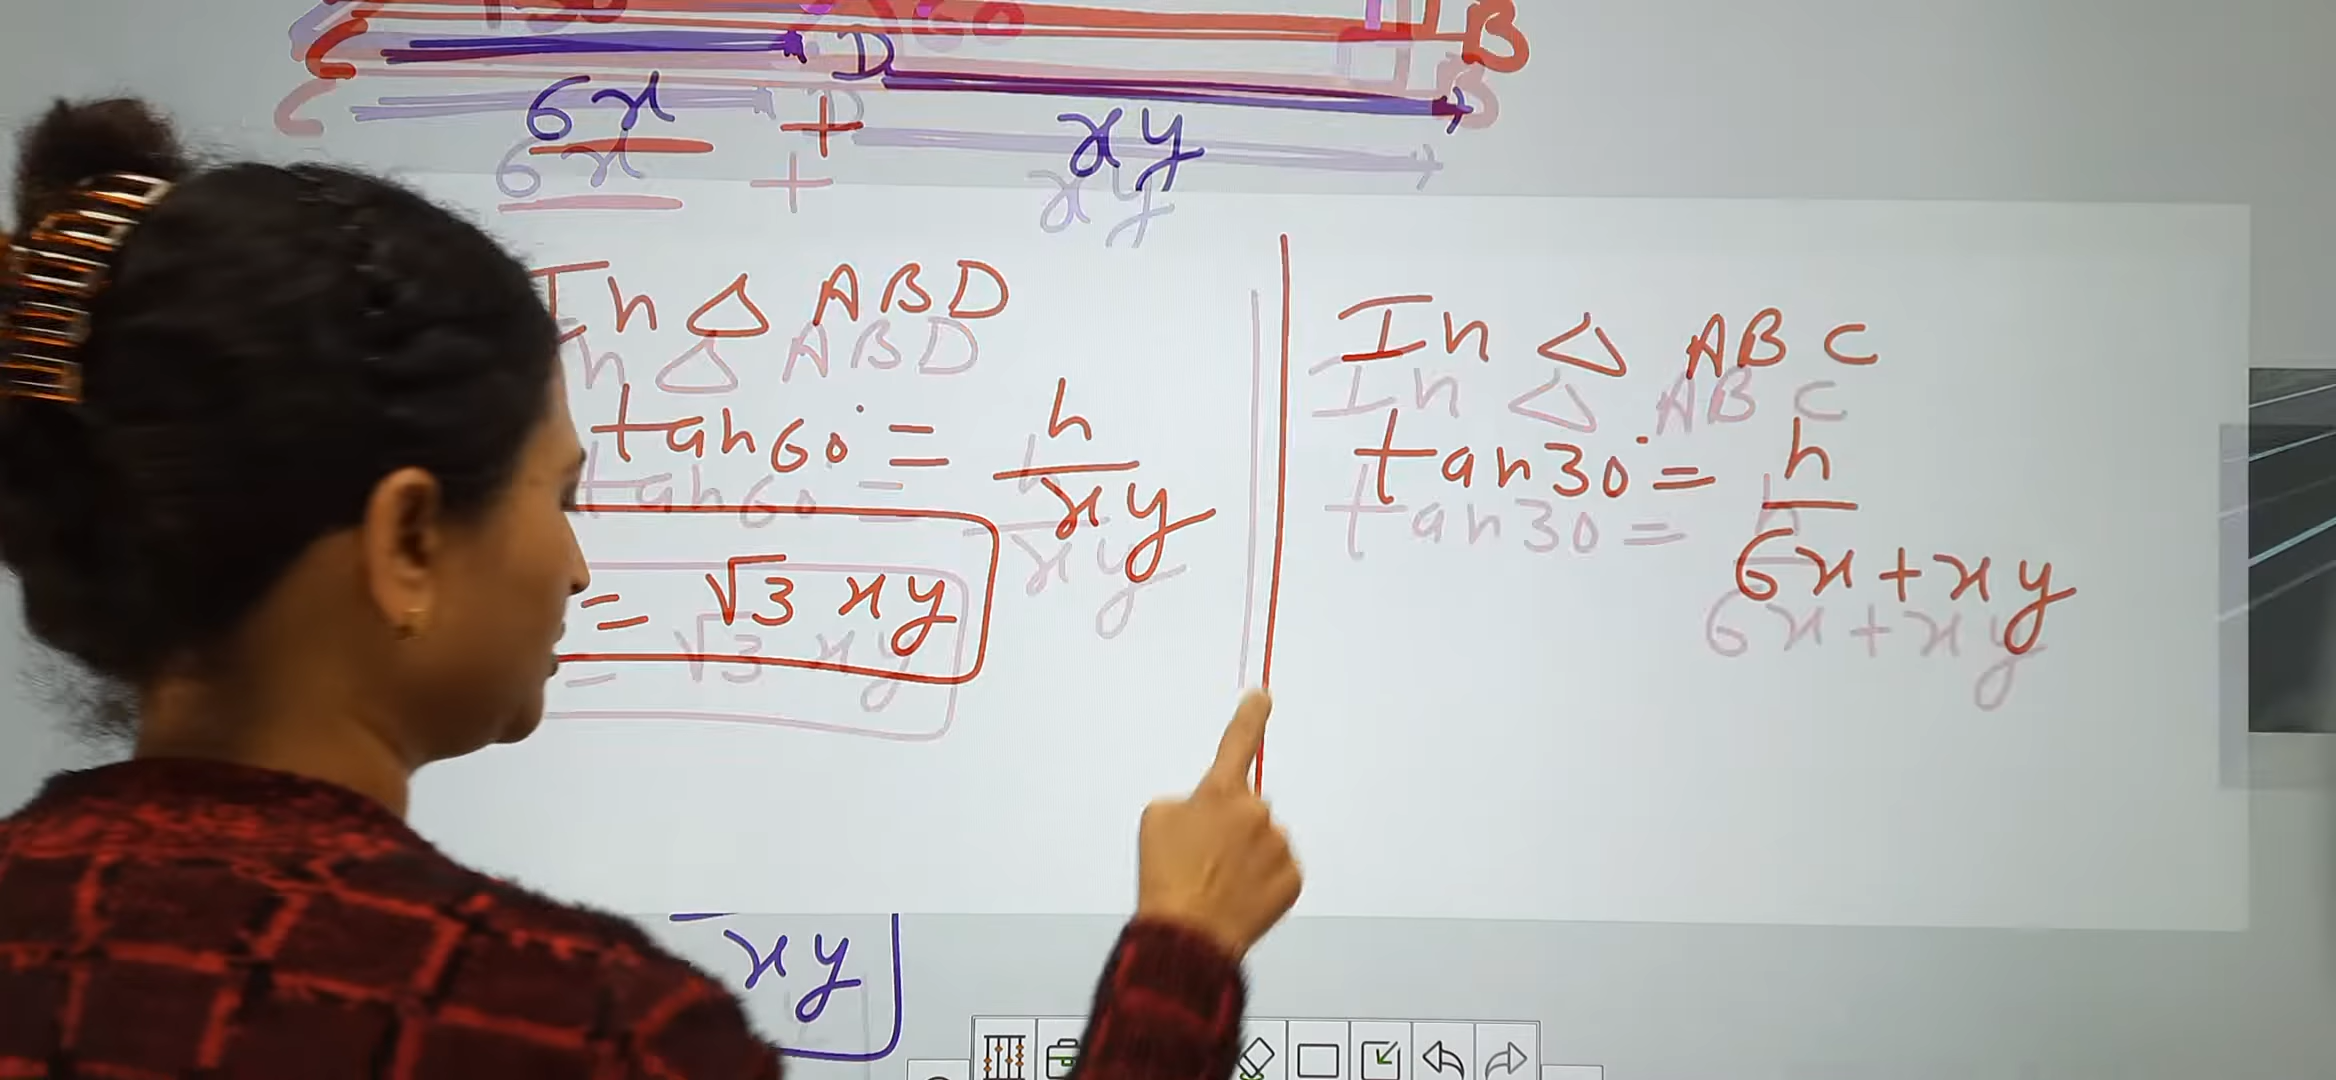 C D B
6x + xy
In △ ABD
tan60° = h/xy
= √3 xy
In △ ABC
tan30° = h/6x+xy
xy